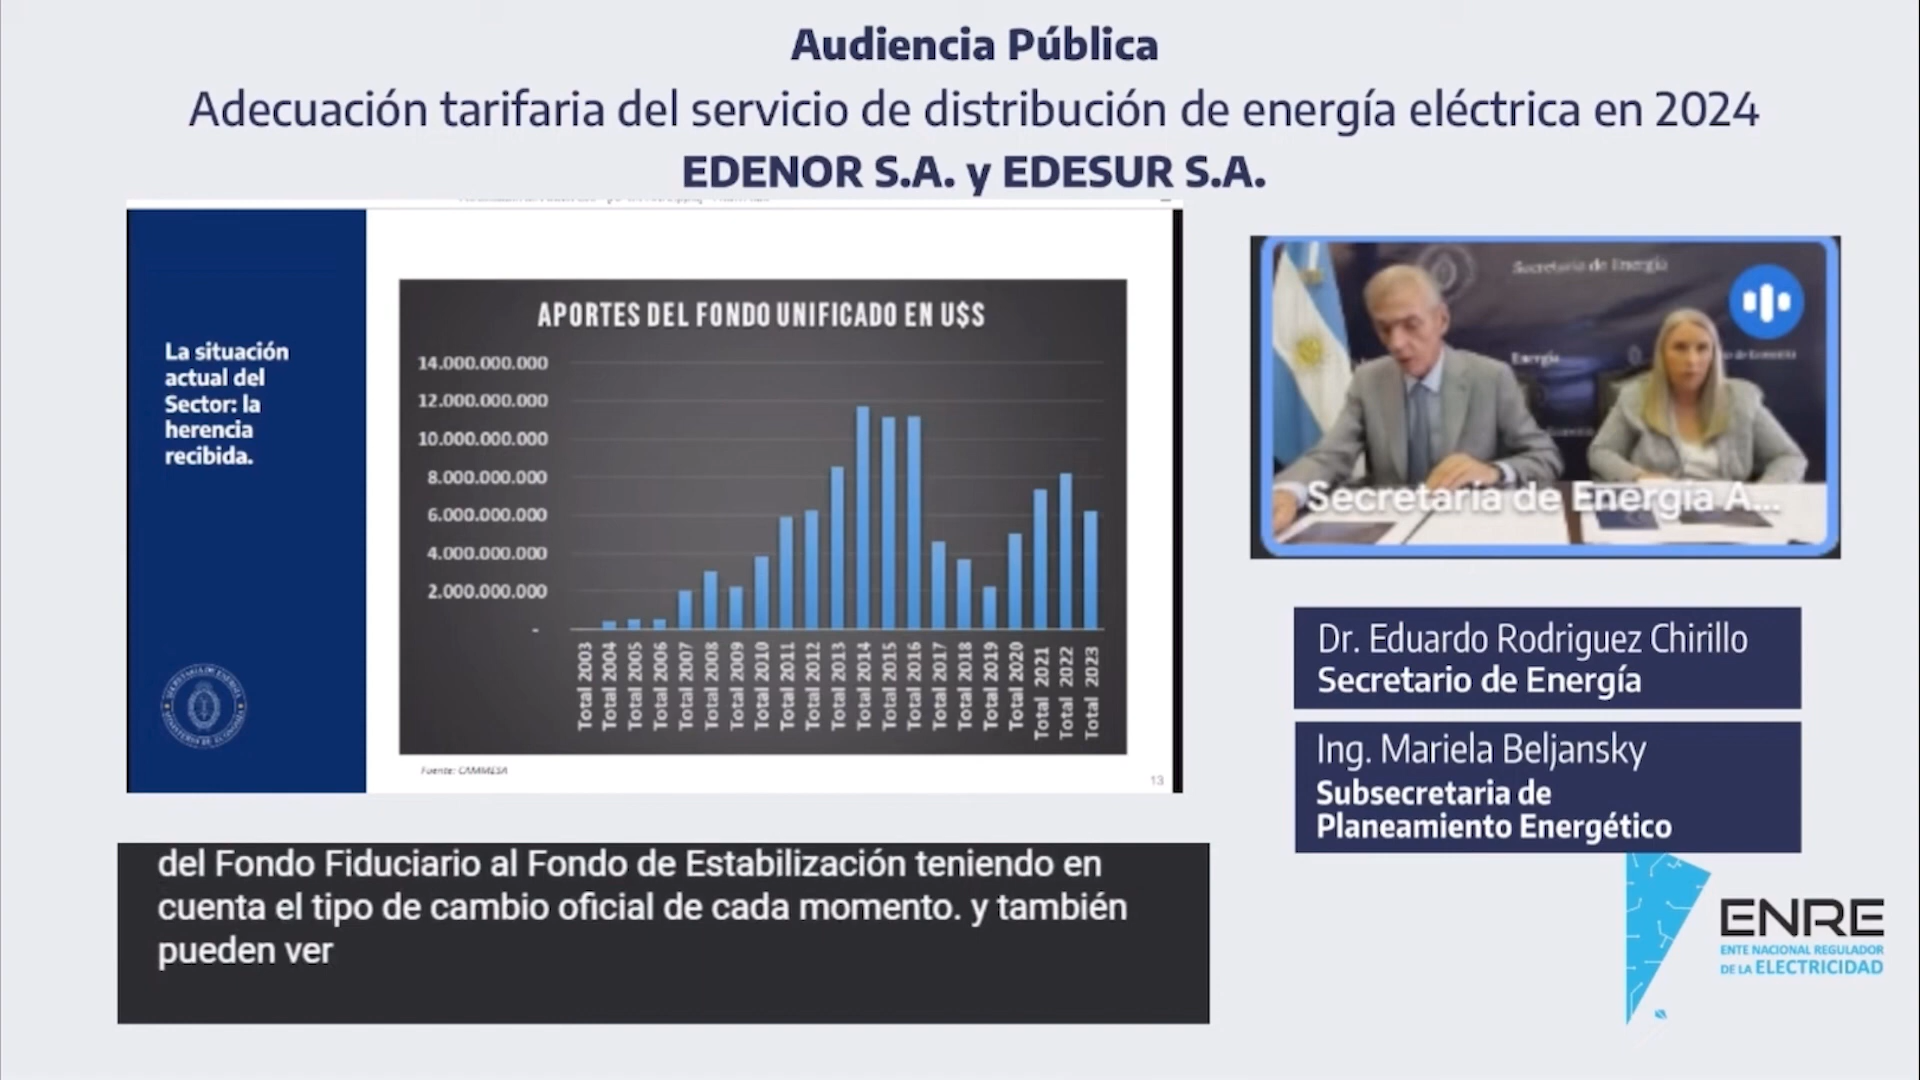 Audiencia Pública
Adecuación tarifaria del servicio de distribución de energía eléctrica en 2024
EDENOR S.A. y EDESUR S.A.
La situación
actual del
Sector: la
herencia
recibida.
APORTES DEL FONDO UNIFICADO EN U$S
14.000.000.000
12.000.000.000
10.000.000.000
8.000.000.000
6.000.000.000
4.000.000.000
2.000.000.000
-
Total 2003
Total 2004
Total 2005
Total 2006
Total 2007
Total 2008
Total 2009
Total 2010
Total 2011
Total 2012
Total 2013
Total 2014
Total 2015
Total 2016
Total 2017
Total 2018
Total 2019
Total 2020
Total 2021
Total 2022
Total 2023
Fuente: CAMMESA
13
Secretaría de Energía
Energía
Secretaría de Energía A...
Dr. Eduardo Rodriguez Chirillo
Secretario de Energía
Ing. Mariela Beljansky
Subsecretaria de
Planeamiento Energético
del Fondo Fiduciario al Fondo de Estabilización teniendo en
cuenta el tipo de cambio oficial de cada momento. y también
pueden ver
ENRE
ENTE NACIONAL REGULADOR
DE LA ELECTRICIDAD